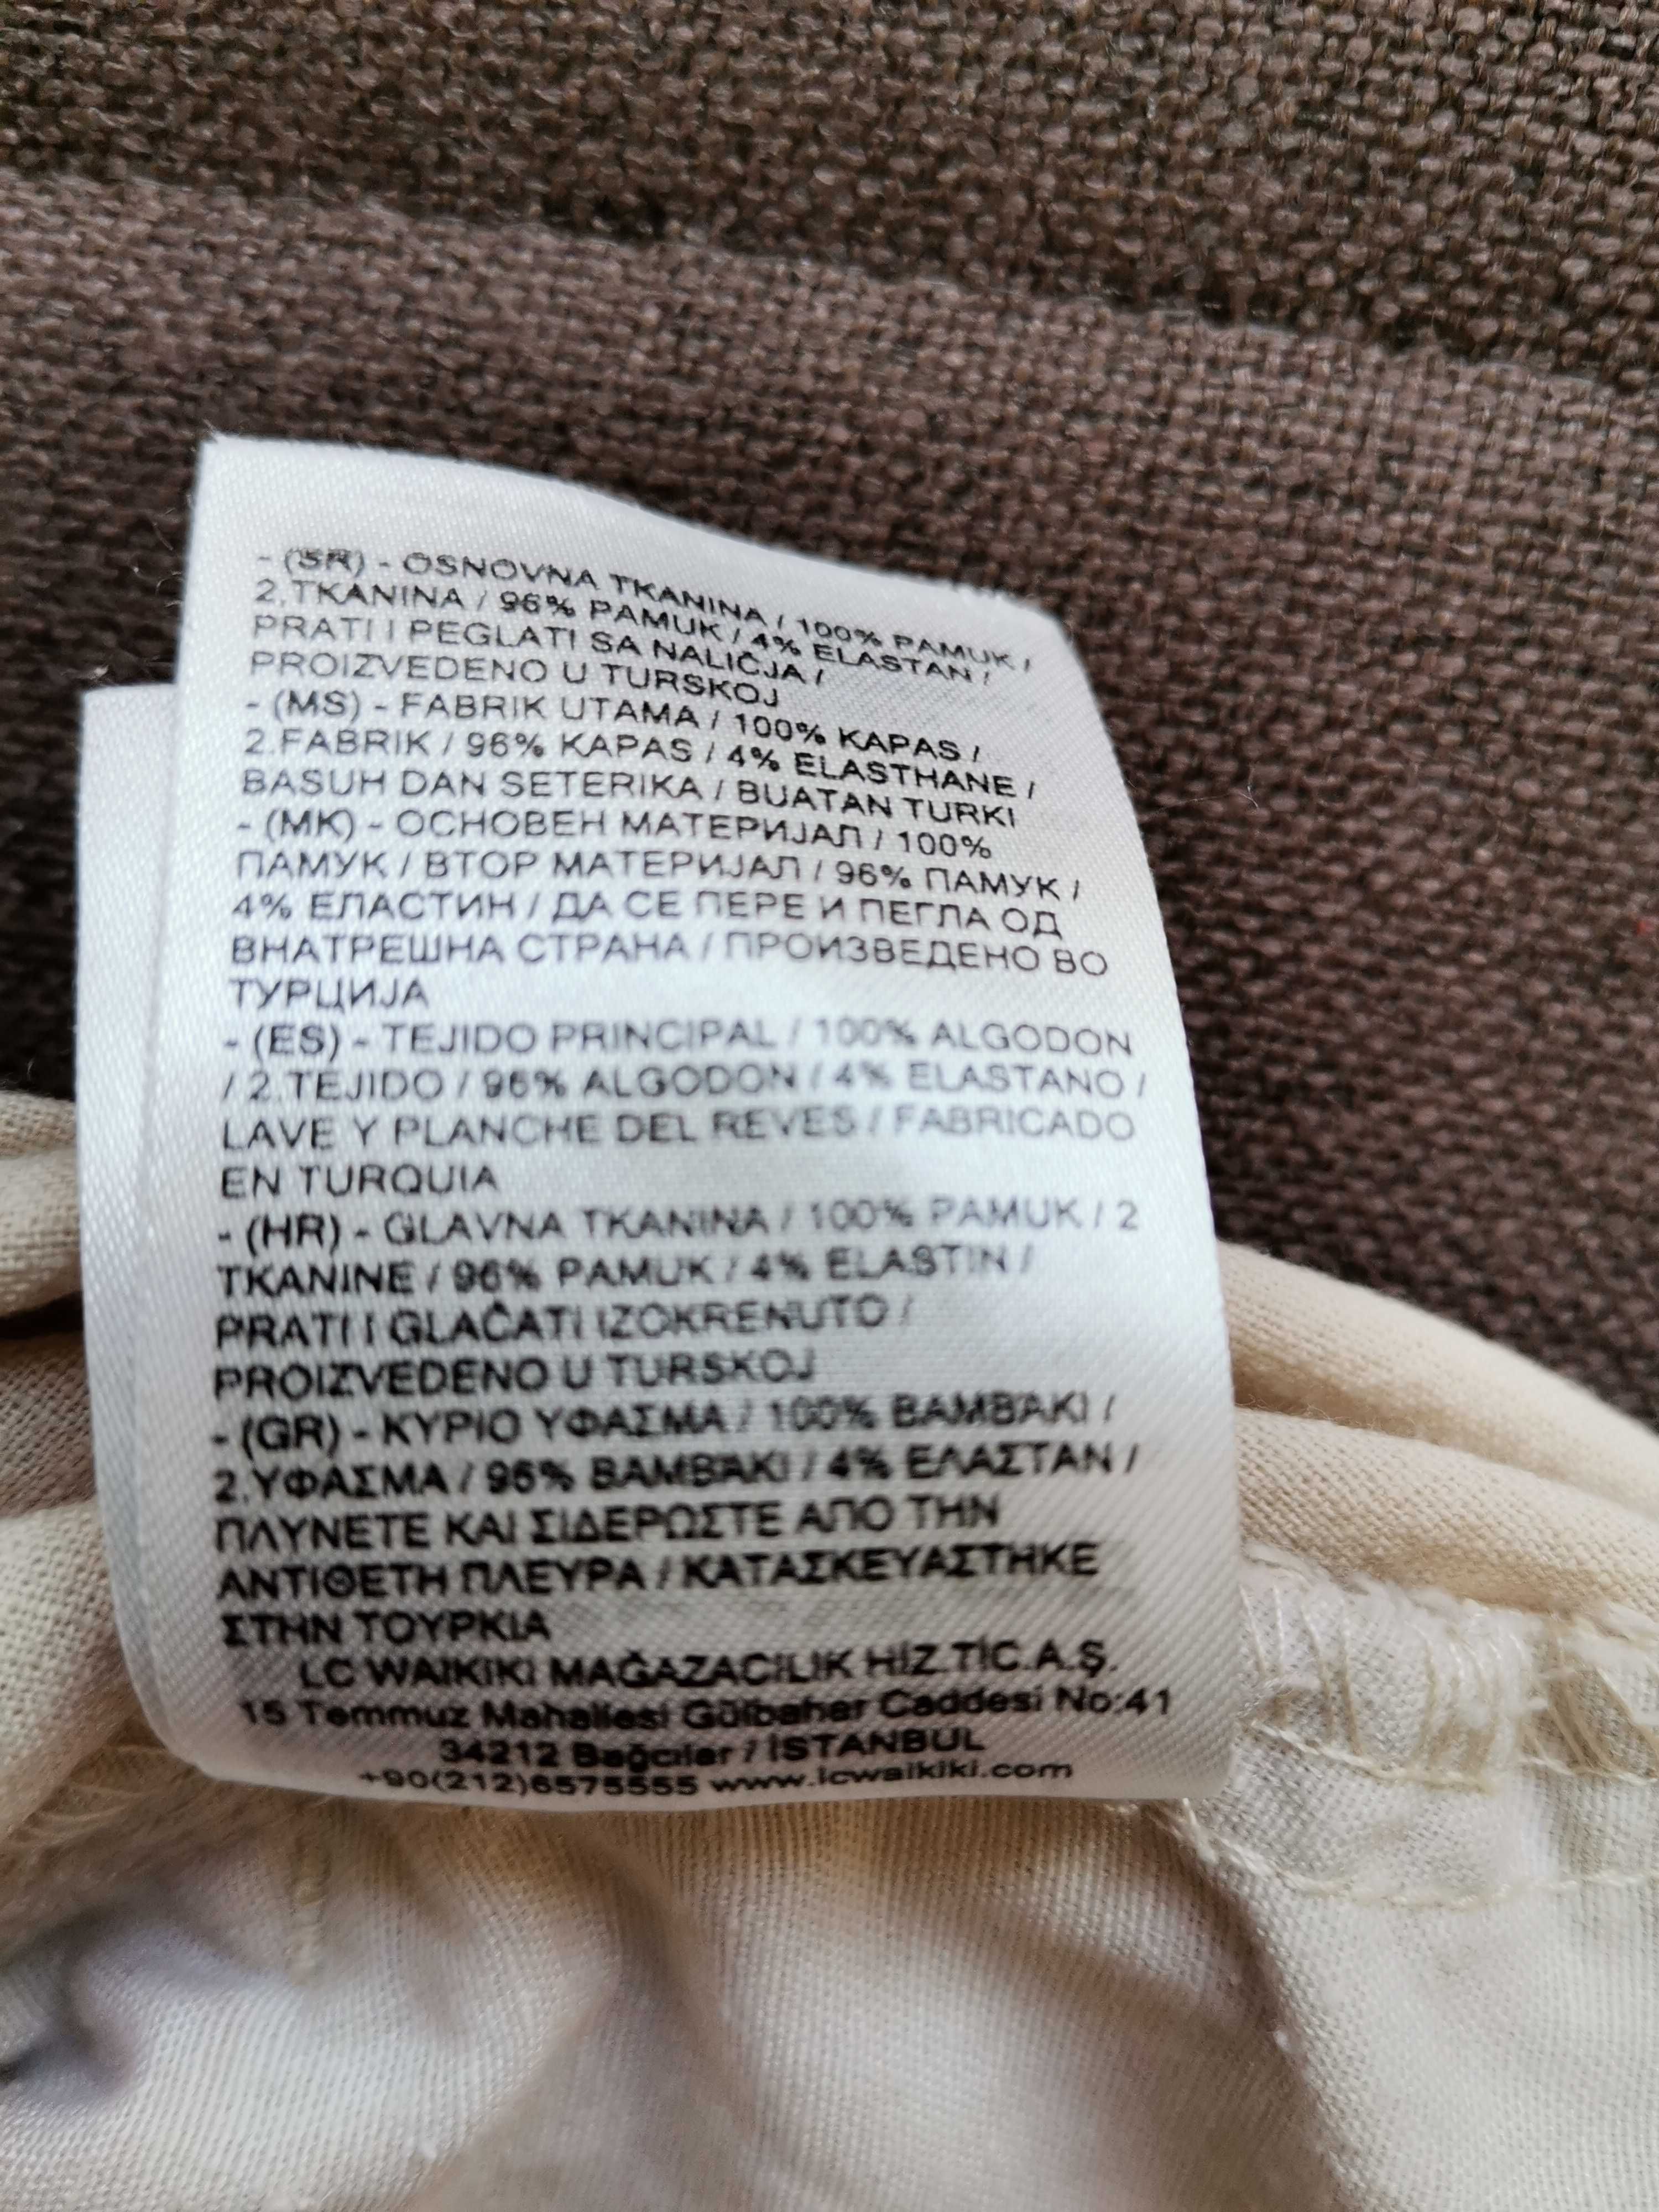 - (SR) - OSNOVNA TKANINA / 100% PAMUK /
2.TKANINA / 96% PAMUK / 4% ELASTAN /
PRATI I PEGLATI SA NALIČJA /
PROIZVEDENO U TURSKOJ
- (MS) - FABRIK UTAMA / 100% KAPAS /
2.FABRIK / 96% KAPAS / 4% ELASTHANE /
BASUH DAN SETERIKA / BUATAN TURKI
- (MK) - ОСНОВЕН МАТЕРИЈАЛ / 100%
ПАМУК / ВТОР МАТЕРИЈАЛ / 96% ПАМУК /
4% ЕЛАСТИН / ДА СЕ ПЕРЕ И ПЕГЛА ОД
ВНАТРЕШНА СТРАНА / ПРОИЗВЕДЕНО ВО
ТУРЦИЈА
- (ES) - TEJIDO PRINCIPAL / 100% ALGODON
/ 2.TEJIDO / 96% ALGODON / 4% ELASTANO /
LAVE Y PLANCHE DEL REVES / FABRICADO
EN TURQUIA
- (HR) - GLAVNA TKANINA / 100% PAMUK / 2
TKANINE / 96% PAMUK / 4% ELASTIN /
PRATI I GLAČATI IZOKRENUTO /
PROIZVEDENO U TURSKOJ
- (GR) - ΚΥΡΙΟ ΥΦΑΣΜΑ / 100% ΒΑΜΒΆΚΙ /
2.ΥΦΑΣΜΑ / 96% ΒΑΜΒΆΚΙ / 4% ΕΛΑΣΤΑΝ /
ΠΛΥΝΕΤΕ ΚΑΙ ΣΙΔΕΡΩΣΤΕ ΑΠΟ ΤΗΝ
ΑΝΤΙΘΕΤΗ ΠΛΕΥΡΑ / ΚΑΤΑΣΚΕΥΑΣΤΗΚΕ
ΣΤΗΝ ΤΟΥΡΚΙΑ
LC WAIKIKI MAĞAZACILIK HİZ.TİC.A.Ş.
15 Temmuz Mahallesi Gülbahar Caddesi No:41
34212 Bağcılar / İSTANBUL
+90(212)6575555 www.lcwaikiki.com